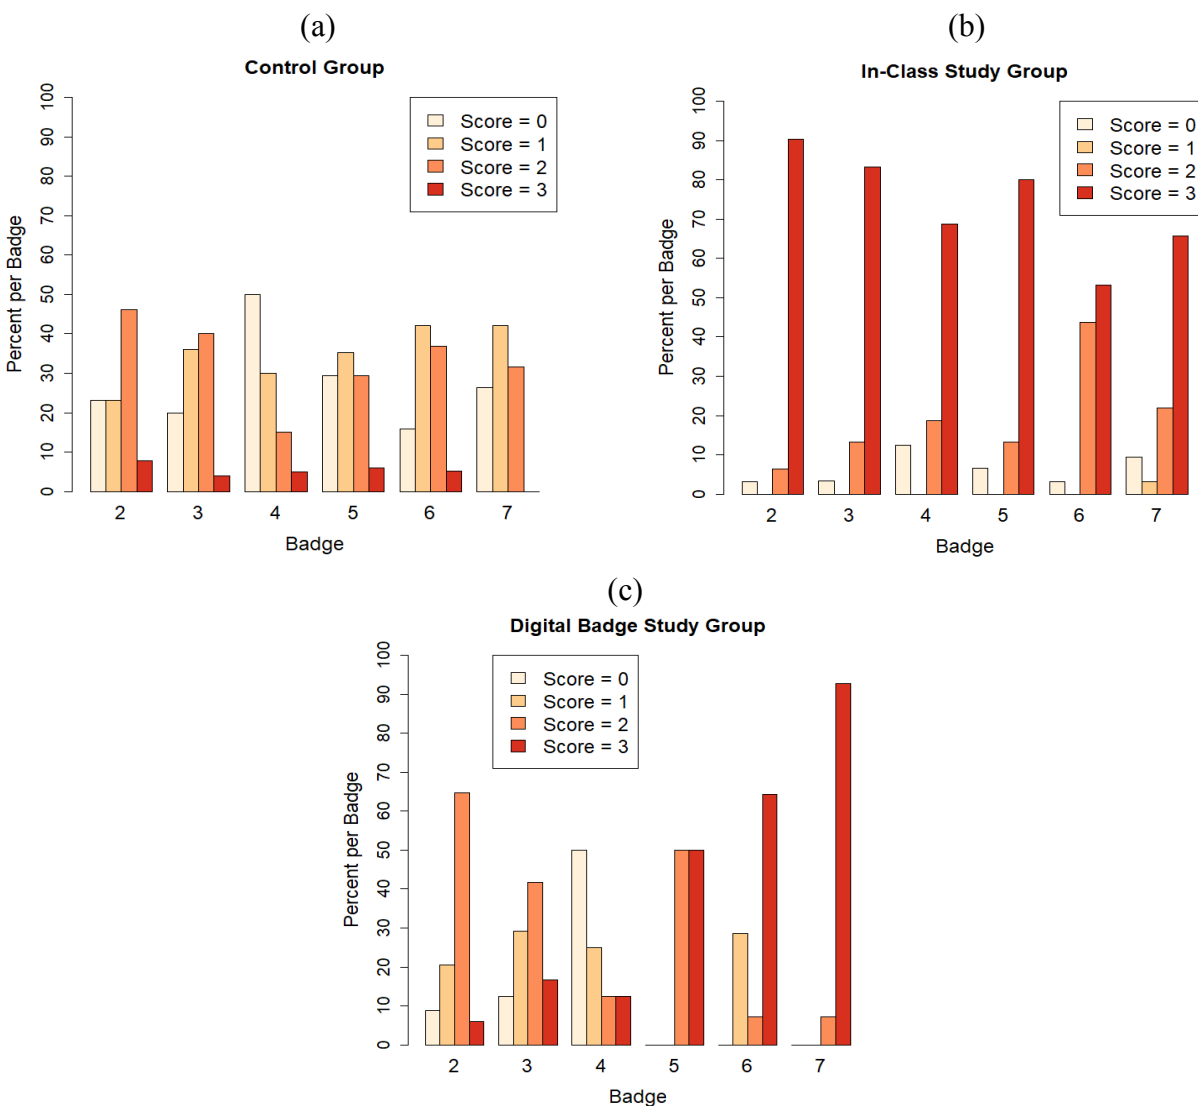 (a)
Control Group
Percent per Badge
100
90
80
70
60
50
40
30
20
10
0
Score = 0
Score = 1
Score = 2
Score = 3
2 3 4 5 6 7
Badge
(b)
In-Class Study Group
Percent per Badge
100
90
80
70
60
50
40
30
20
10
0
Score = 0
Score = 1
Score = 2
Score = 3
2 3 4 5 6 7
Badge
(c)
Digital Badge Study Group
Percent per Badge
100
90
80
70
60
50
40
30
20
10
0
Score = 0
Score = 1
Score = 2
Score = 3
2 3 4 5 6 7
Badge